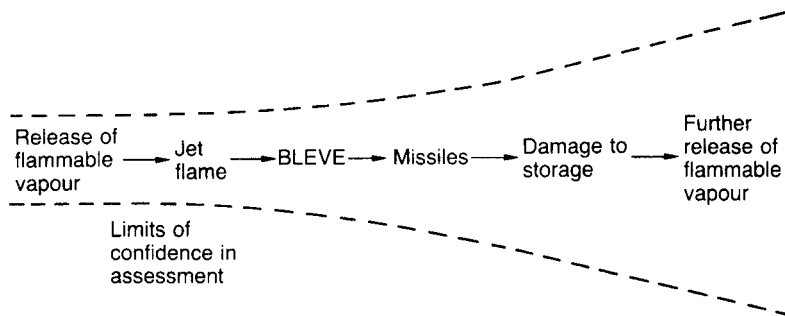 Release of
flammable
vapour
Jet
flame
BLEVE
Missiles
Damage to
storage
Further
release of
flammable
vapour
Limits of
confidence in
assessment